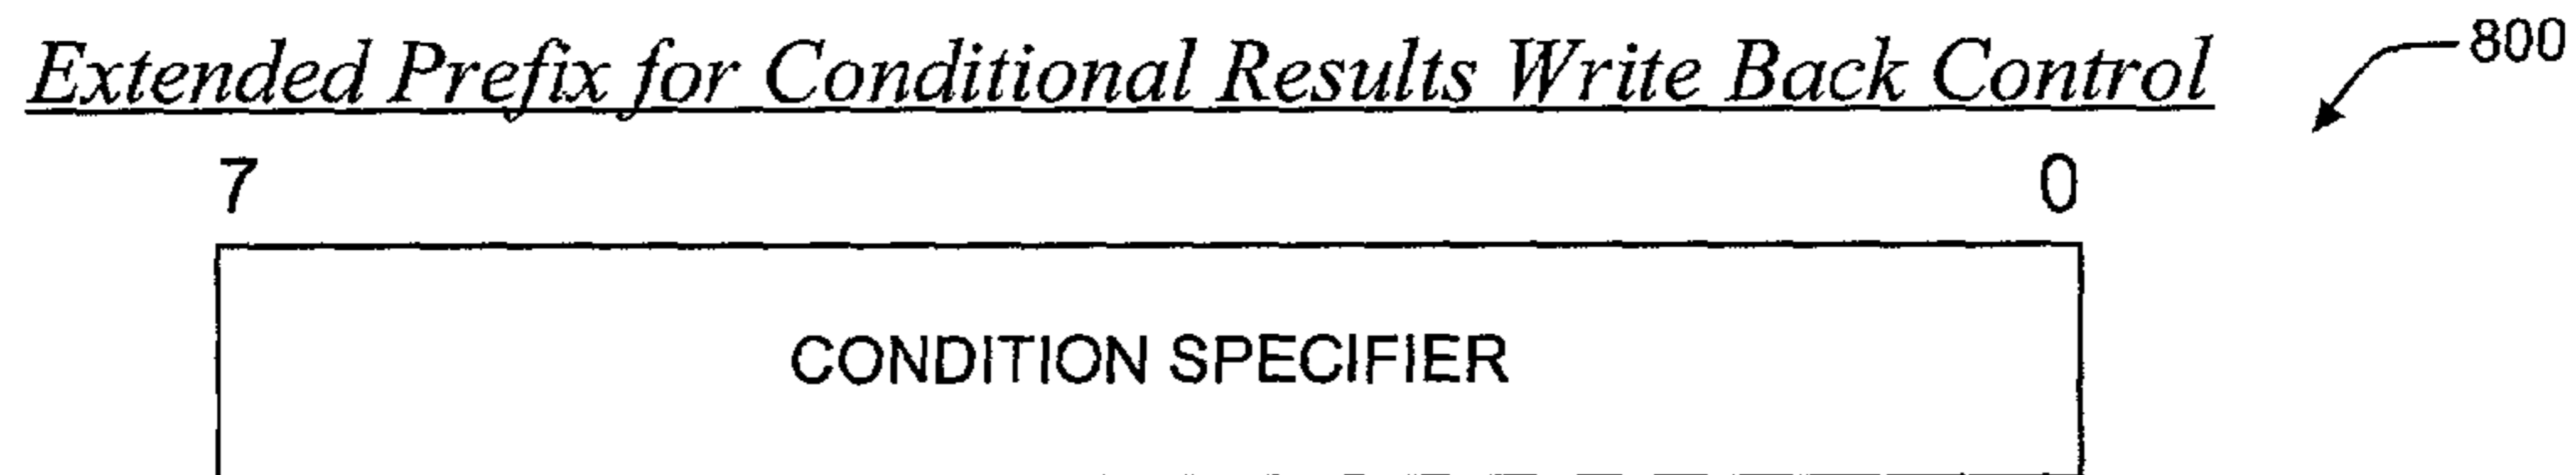 Extended Prefix for Conditional Results Write Back Control
800
7 0
CONDITION SPECIFIER